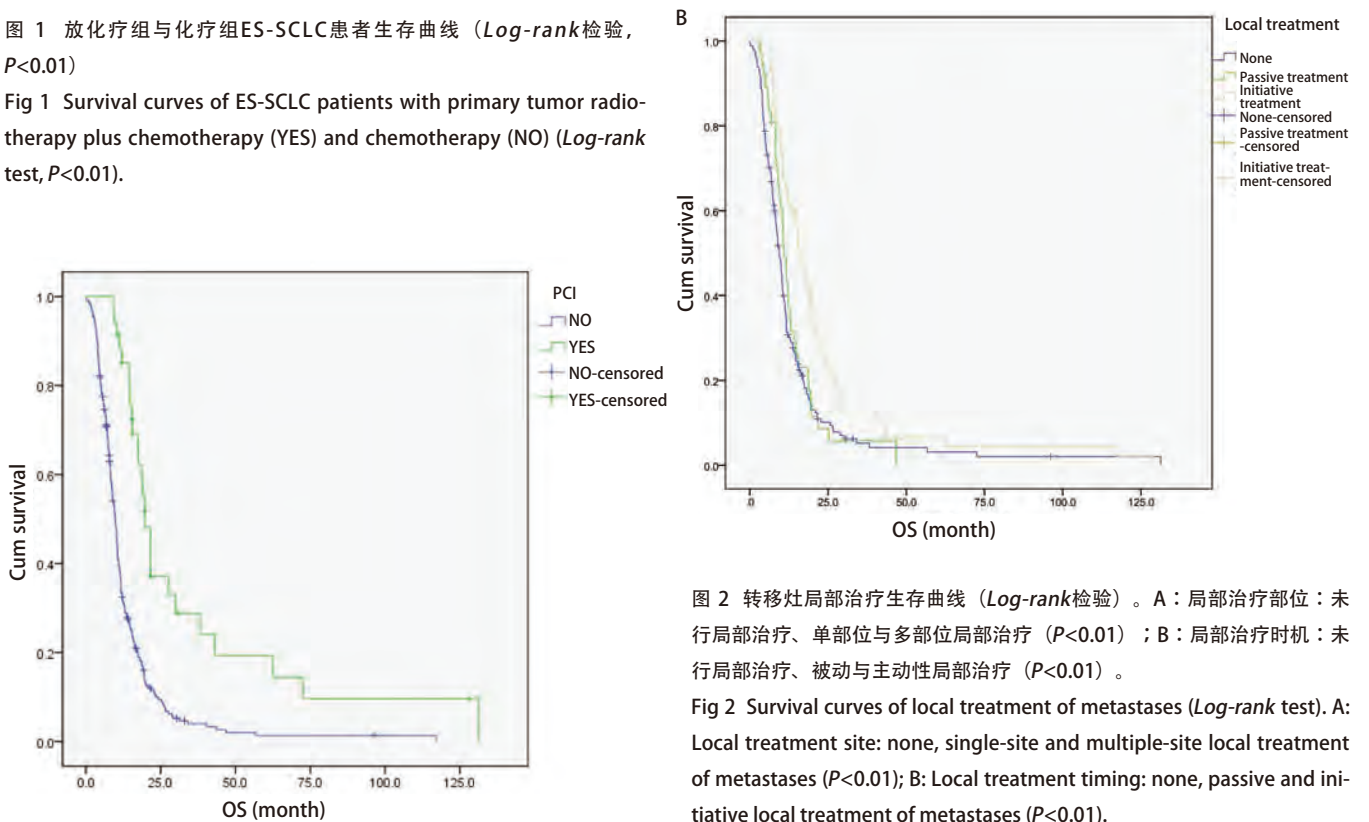 图 1 放化疗组与化疗组ES-SCLC患者生存曲线（Log-rank检验，
P<0.01）
Fig 1 Survival curves of ES-SCLC patients with primary tumor radio-
therapy plus chemotherapy (YES) and chemotherapy (NO) (Log-rank
test, P<0.01).
PCI
NO
YES
NO-censored
YES-censored
Cum survival
1.0
0.8
0.6
0.4
0.2
0.0
0.0 25.0 50.0 75.0 100.0 125.0
OS (month)
B
Local treatment
None
Passive treatment
Initiative
treatment
None-censored
Passive treatment
-censored
Initiative treat-
ment-censored
Cum survival
1.0
0.8
0.6
0.4
0.2
0.0
0 25.0 50.0 75.0 100.0 125.0
OS (month)
图 2 转移灶局部治疗生存曲线（Log-rank检验）。A：局部治疗部位：未
行局部治疗、单部位与多部位局部治疗（P<0.01）；B：局部治疗时机：未
行局部治疗、被动与主动性局部治疗（P<0.01）。
Fig 2 Survival curves of local treatment of metastases (Log-rank test). A:
Local treatment site: none, single-site and multiple-site local treatment
of metastases (P<0.01); B: Local treatment timing: none, passive and ini-
tiative local treatment of metastases (P<0.01).